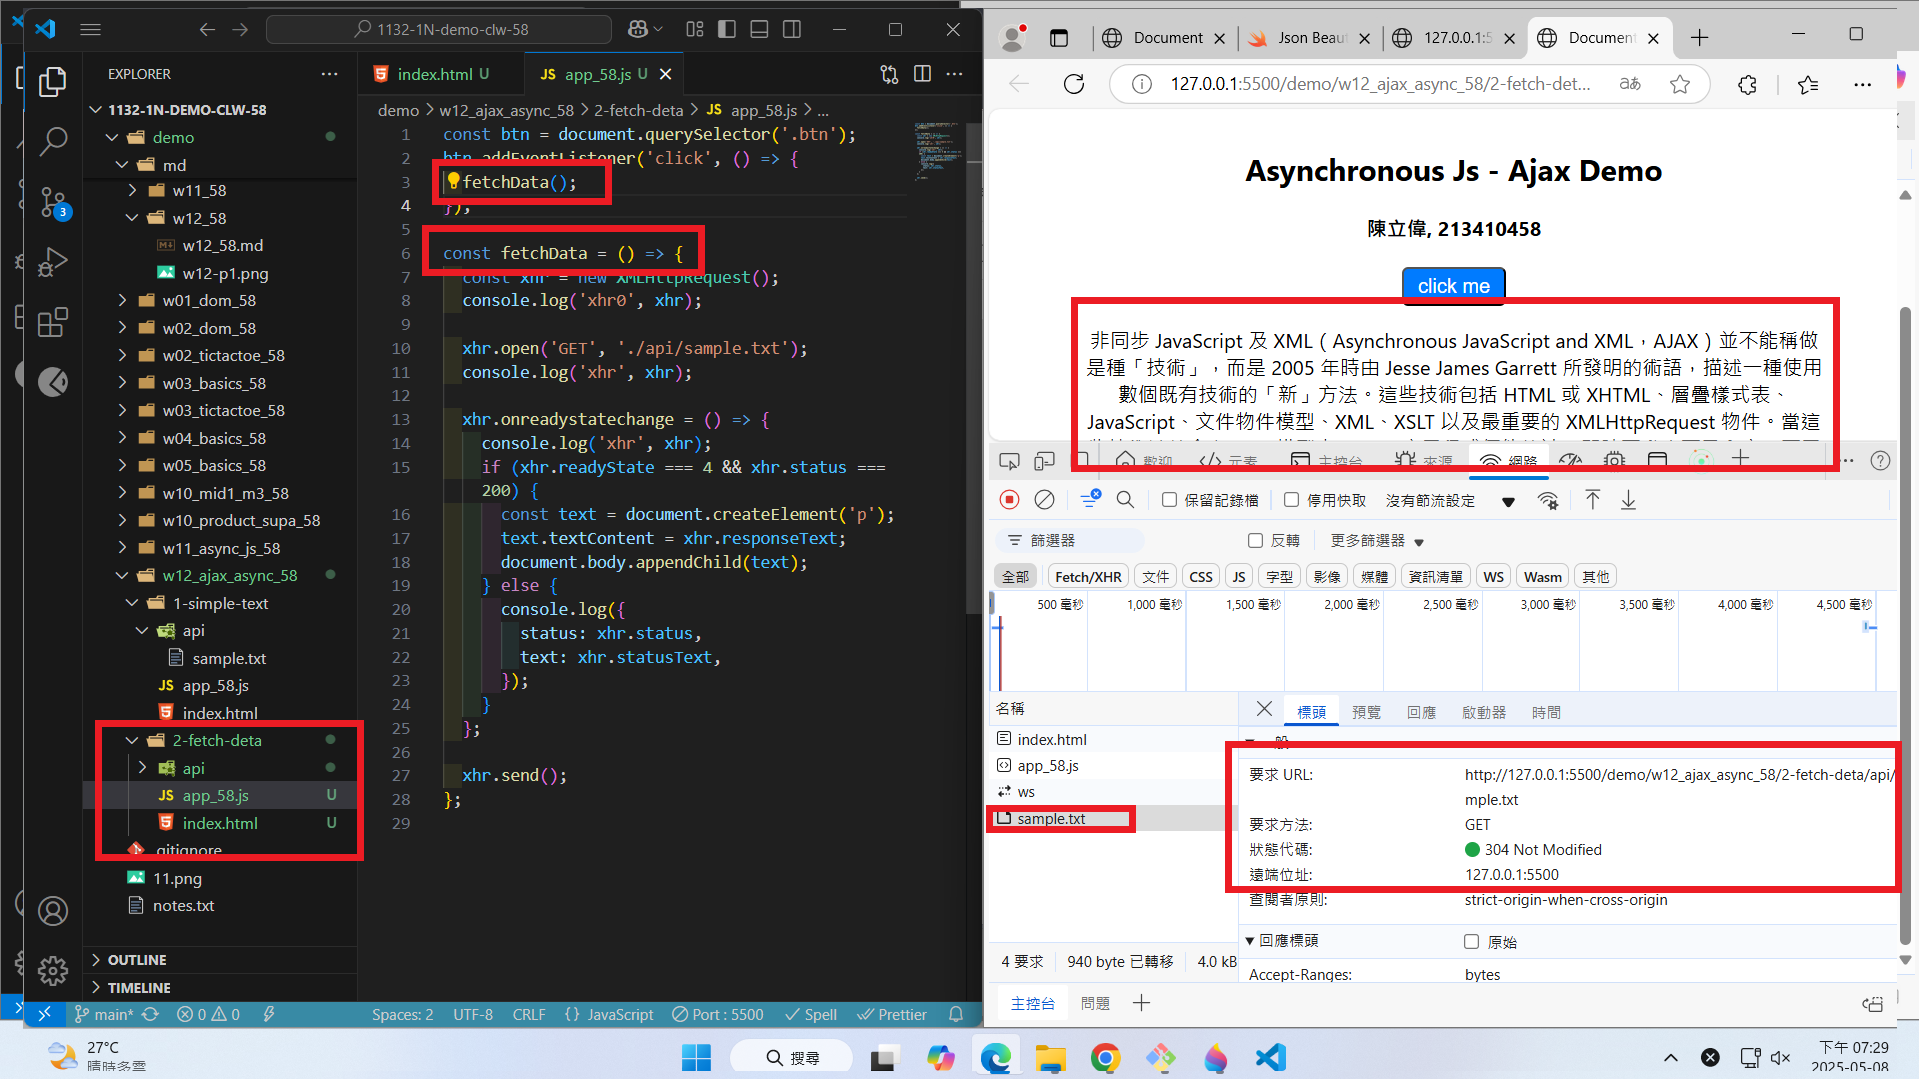 1132-1N-demo-clw-58
EXPLORER
1132-1N-DEMO-CLW-58
demo
md
w11_58
w12_58
w12_58.md
w12-p1.png
w01_dom_58
w02_dom_58
w02_tictactoe_58
w03_basics_58
w03_tictactoe_58
w04_basics_58
w05_basics_58
w10_mid1_m3_58
w10_product_supa_58
w11_async_js_58
w12_ajax_async_58
1-simple-text
api
sample.txt
JS app_58.js
index.html
2-fetch-deta
api
JS app_58.js U
index.html U
.gitignore
11.png
notes.txt
OUTLINE
TIMELINE
3
index.html U
JS app_58.js U
demo > w12_ajax_async_58 > 2-fetch-deta > JS app_58.js > ...
1 const btn = document.querySelector('.btn');
2 btn.addEventListener('click', () => {
3 fetchData();
4 });
5
6 const fetchData = () => {
7 const xhr = new XMLHttpRequest();
8 console.log('xhr0', xhr);
9
10 xhr.open('GET', './api/sample.txt');
11 console.log('xhr', xhr);
12
13 xhr.onreadystatechange = () => {
14 console.log('xhr', xhr);
15 if (xhr.readyState === 4 && xhr.status ===
200) {
16 const text = document.createElement('p');
17 text.textContent = xhr.responseText;
18 document.body.appendChild(text);
19 } else {
20 console.log({
21 status: xhr.status,
22 text: xhr.statusText,
23 });
24 }
25 };
26
27 xhr.send();
28 };
29
main* 0 0 Spaces: 2 UTF-8 CRLF {} JavaScript Port : 5500 Spell Prettier
Document
Json Beau
127.0.0.1:5
Document
127.0.0.1:5500/demo/w12_ajax_async_58/2-fetch-det...
Asynchronous Js - Ajax Demo
陳立偉, 213410458
click me
非同步 JavaScript 及 XML（Asynchronous JavaScript and XML，AJAX）並不能稱做
是種「技術」，而是 2005 年時由 Jesse James Garrett 所發明的術語，描述一種使用
數個既有技術的「新」方法。這些技術包括 HTML 或 XHTML、層疊樣式表、
JavaScript、文件物件模型、XML、XSLT 以及最重要的 XMLHttpRequest 物件。當這
歡迎 元素 主控台 來源 網路
保留記錄檔 停用快取 沒有節流設定
篩選器 反轉 更多篩選器
全部 Fetch/XHR 文件 CSS JS 字型 影像 媒體 資訊清單 WS Wasm 其他
500 毫秒 1,000 毫秒 1,500 毫秒 2,000 毫秒 2,500 毫秒 3,000 毫秒 3,500 毫秒 4,000 毫秒 4,500 毫秒
名稱
index.html
app_58.js
ws
sample.txt
標頭 預覽 回應 啟動器 時間
要求 URL: http://127.0.0.1:5500/demo/w12_ajax_async_58/2-fetch-deta/api/
mple.txt
要求方法: GET
狀態代碼: 304 Not Modified
遠端位址: 127.0.0.1:5500
查閱者原則: strict-origin-when-cross-origin
回應標頭 原始
Accept-Ranges: bytes
4 要求 940 byte 已轉移 4.0 kB
主控台 問題
27°C
晴時多雲
搜尋
下午 07:29
2025-05-08